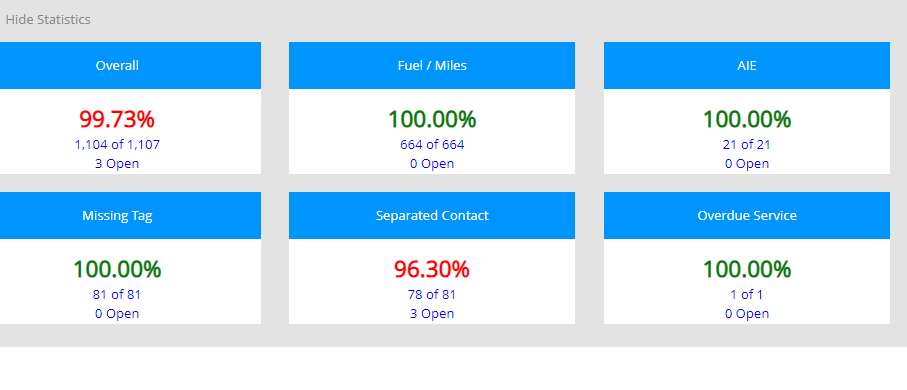 Hide Statistics
Overall
99.73%
1,104 of 1,107
3 Open
Fuel / Miles
100.00%
664 of 664
0 Open
AIE
100.00%
21 of 21
0 Open
Missing Tag
100.00%
81 of 81
0 Open
Separated Contact
96.30%
78 of 81
3 Open
Overdue Service
100.00%
1 of 1
0 Open